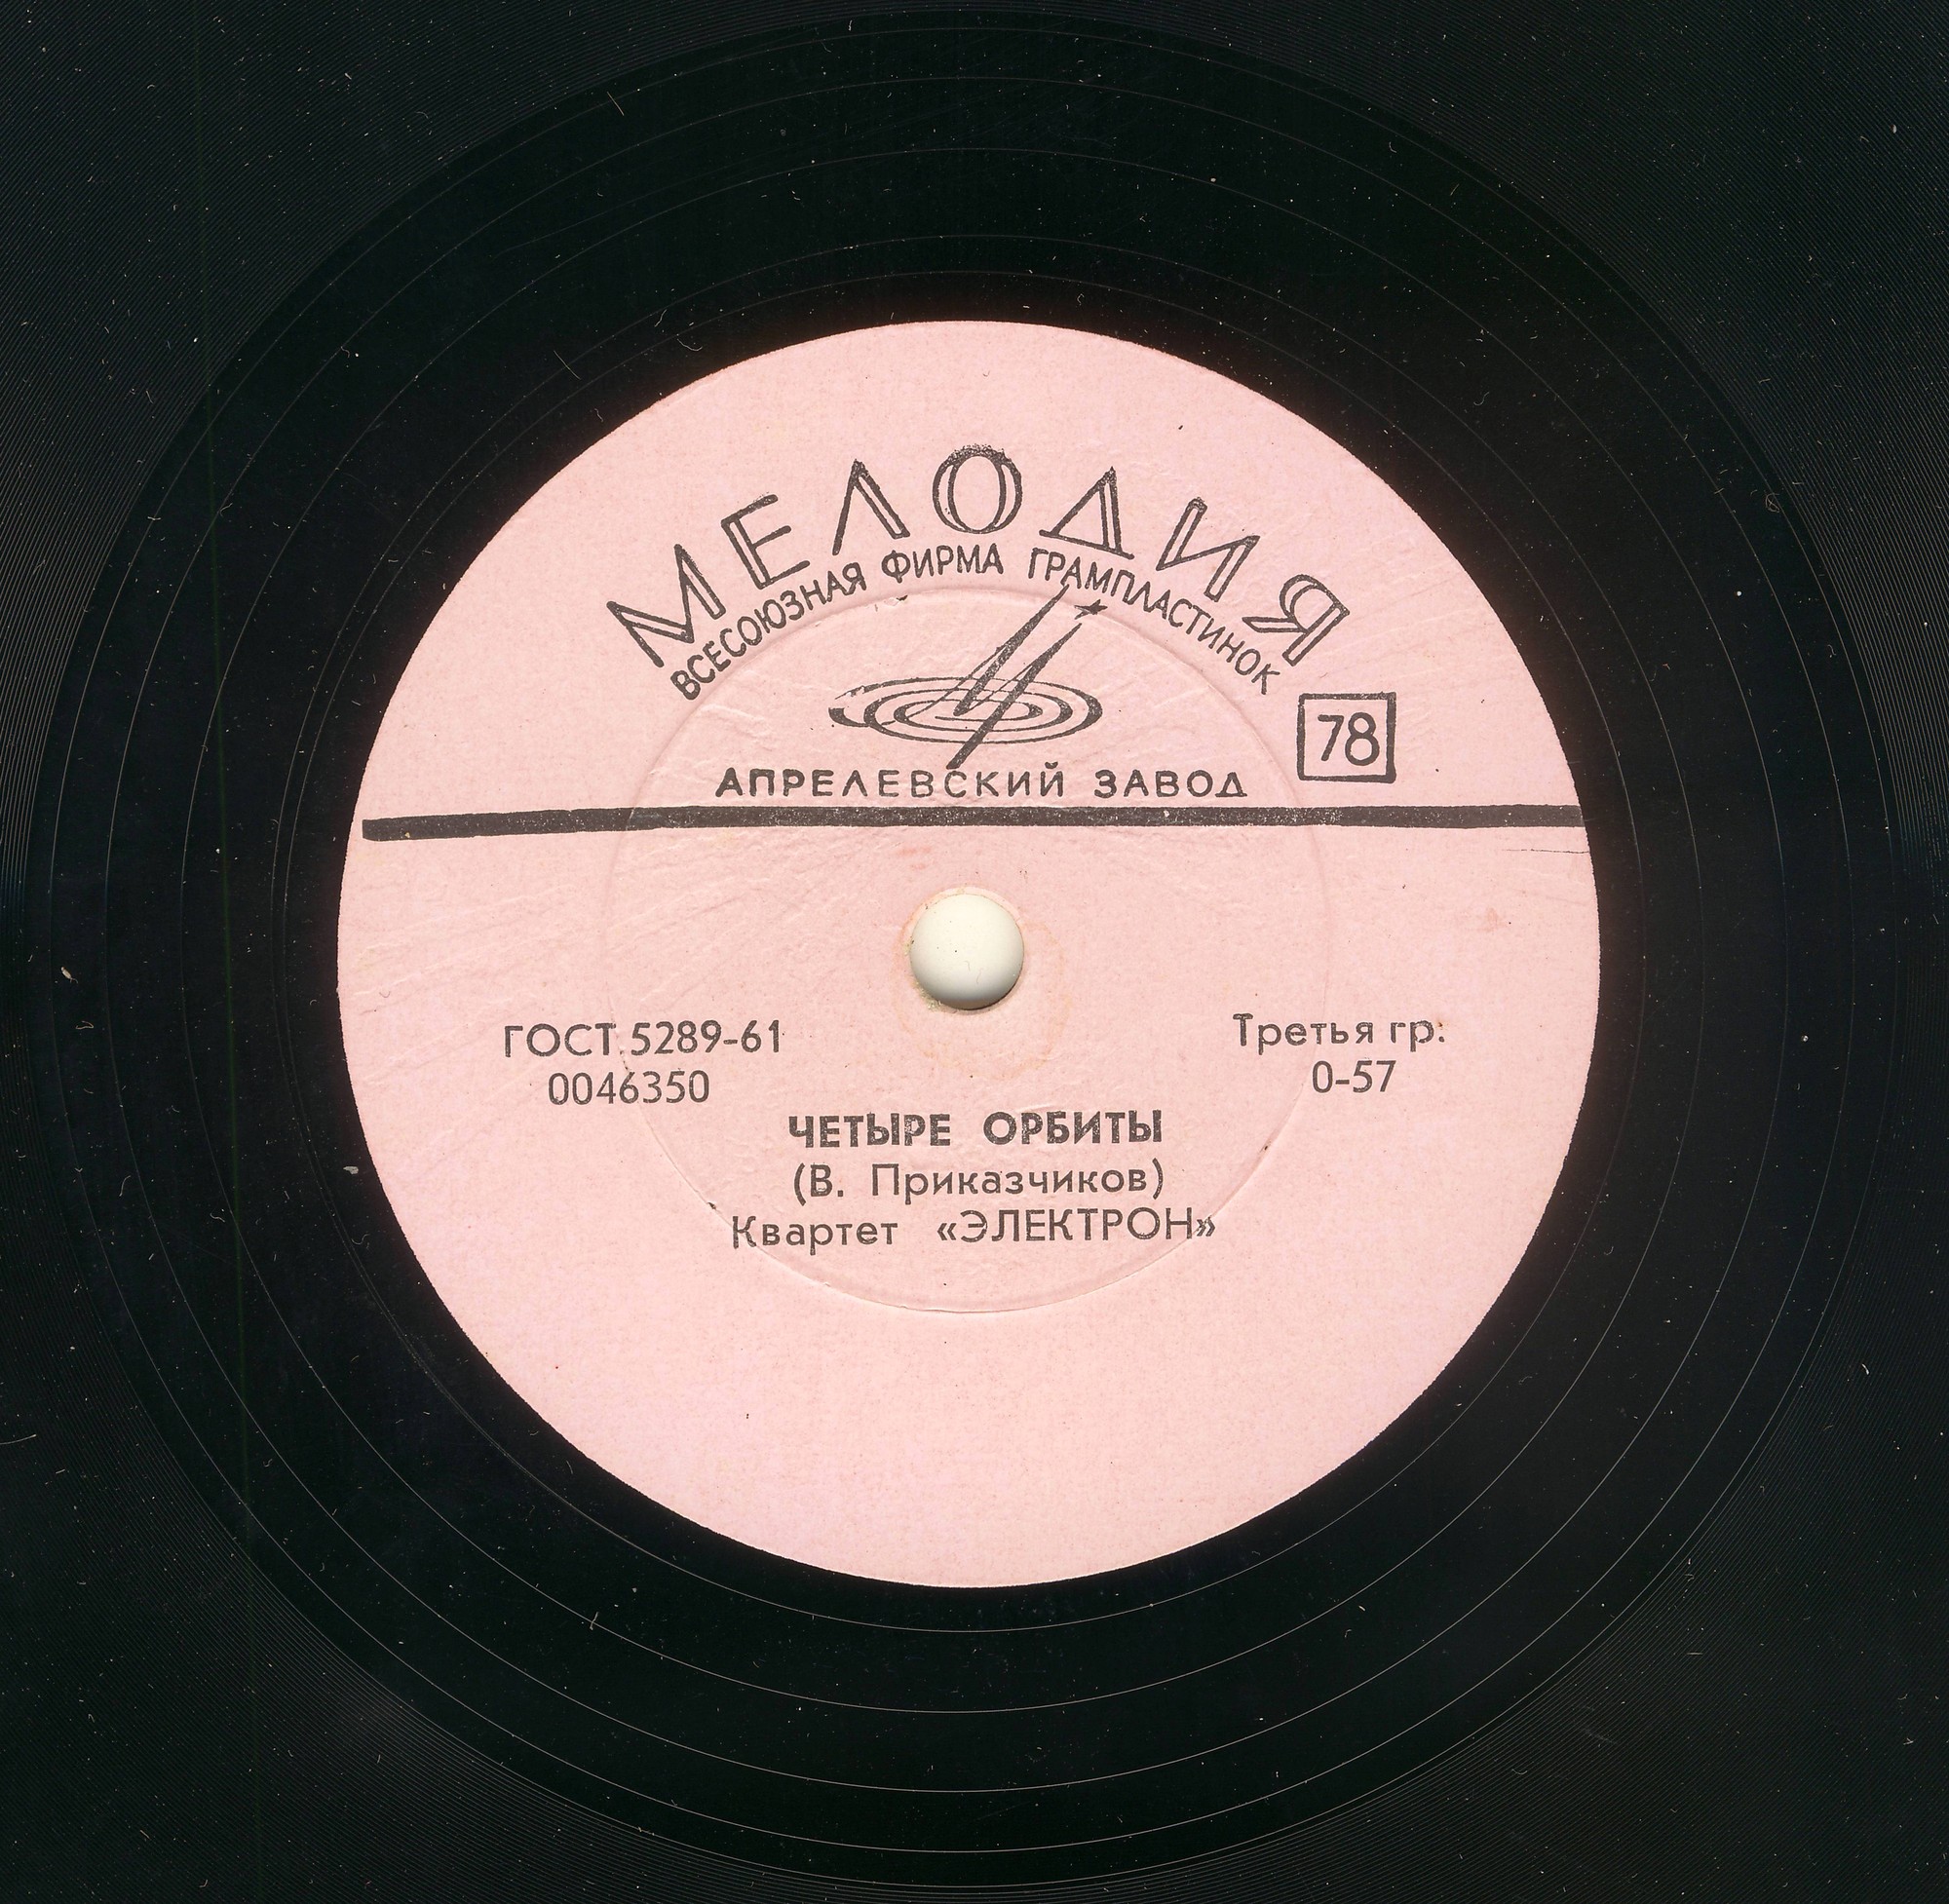 МЕЛОДИЯ
ВСЕСОЮЗНАЯ ФИРМА ГРАМПЛАСТИНОК
78
АПРЕЛЕВСКИЙ ЗАВОД
ГОСТ 5289-61
0046350
Третья гр.
0-57
ЧЕТЫРЕ ОРБИТЫ
(В. Приказчиков)
Квартет «ЭЛЕКТРОН»